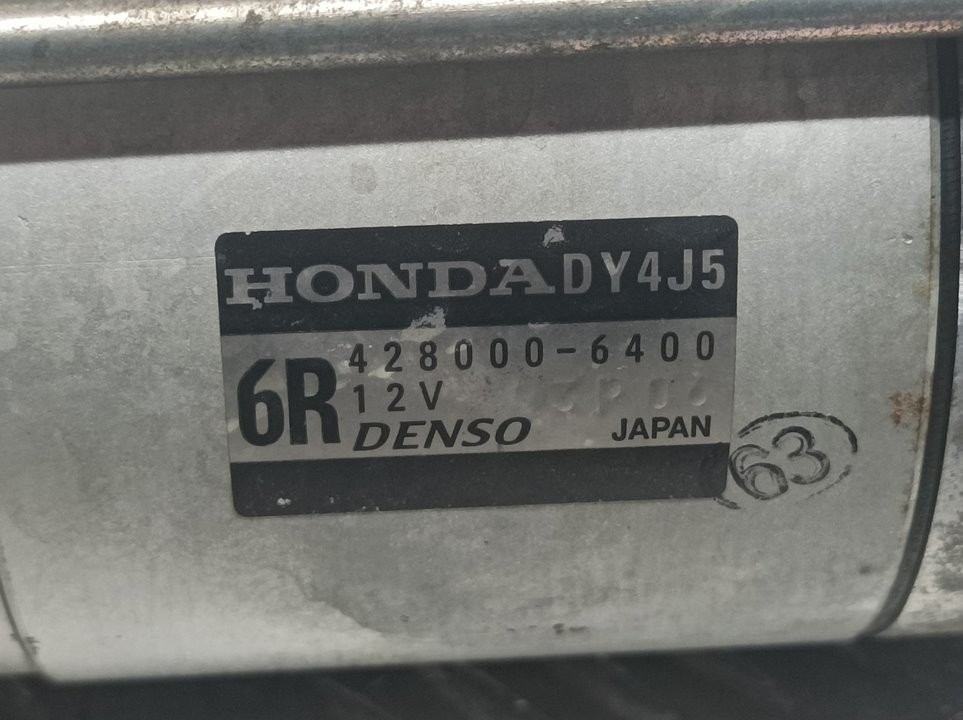 HONDA DY4J5
6R 428000-6400
12V
DENSO JAPAN
63